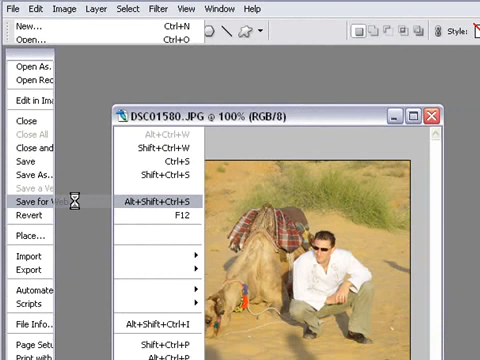 File Edit Image Layer Select Filter View Window Help
New... Ctrl+N
Open... Ctrl+O
Style:
Open As.
Open Rec
Edit in Ima
Close
DSC01580.JPG @ 100% (RGB/8)
Close All Alt+Ctrl+W
Close and Shift+Ctrl+W
Save Ctrl+S
Save As.. Shift+Ctrl+S
Save a Ve
Save for Web Alt+Shift+Ctrl+S
Revert F12
Place...
Import
Export
Automate
Scripts
File Info... Alt+Shift+Ctrl+I
Page Setu Shift+Ctrl+P
Print with Alt+Ctrl+P